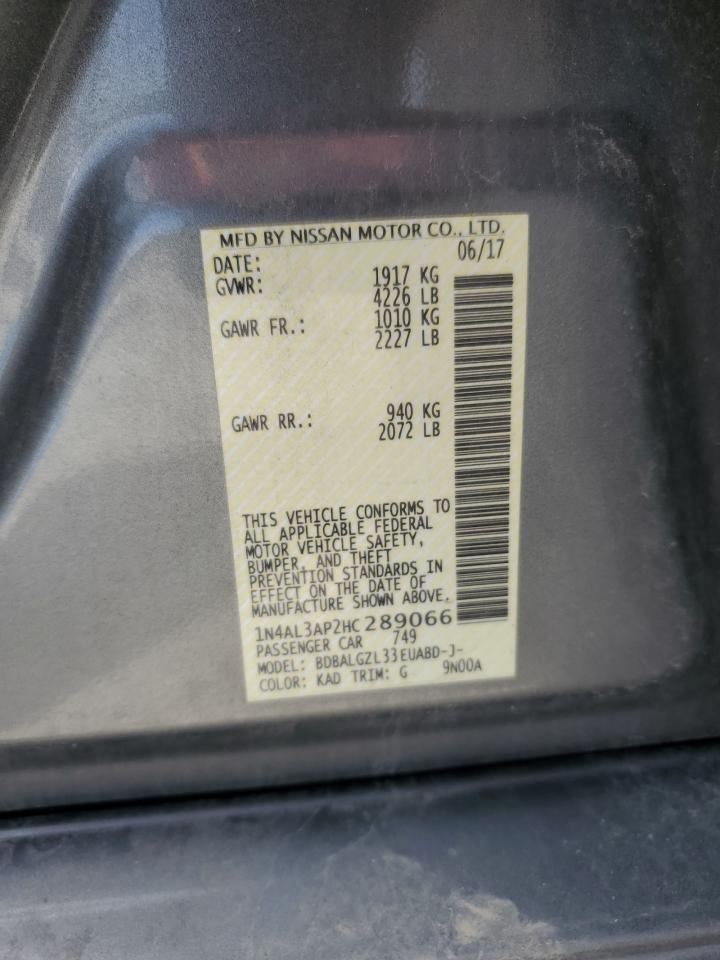 MFD BY NISSAN MOTOR CO., LTD.
DATE: 06/17
GVWR: 1917 KG
4226 LB
GAWR FR.: 1010 KG
2227 LB
GAWR RR.: 940 KG
2072 LB
THIS VEHICLE CONFORMS TO
ALL APPLICABLE FEDERAL
MOTOR VEHICLE SAFETY,
BUMPER, AND THEFT
PREVENTION STANDARDS IN
EFFECT ON THE DATE OF
MANUFACTURE SHOWN ABOVE.
1N4AL3AP2HC289066
PASSENGER CAR 749
MODEL: BDBALGZL33EUABD-J-
COLOR: KAD TRIM: G 9N00A